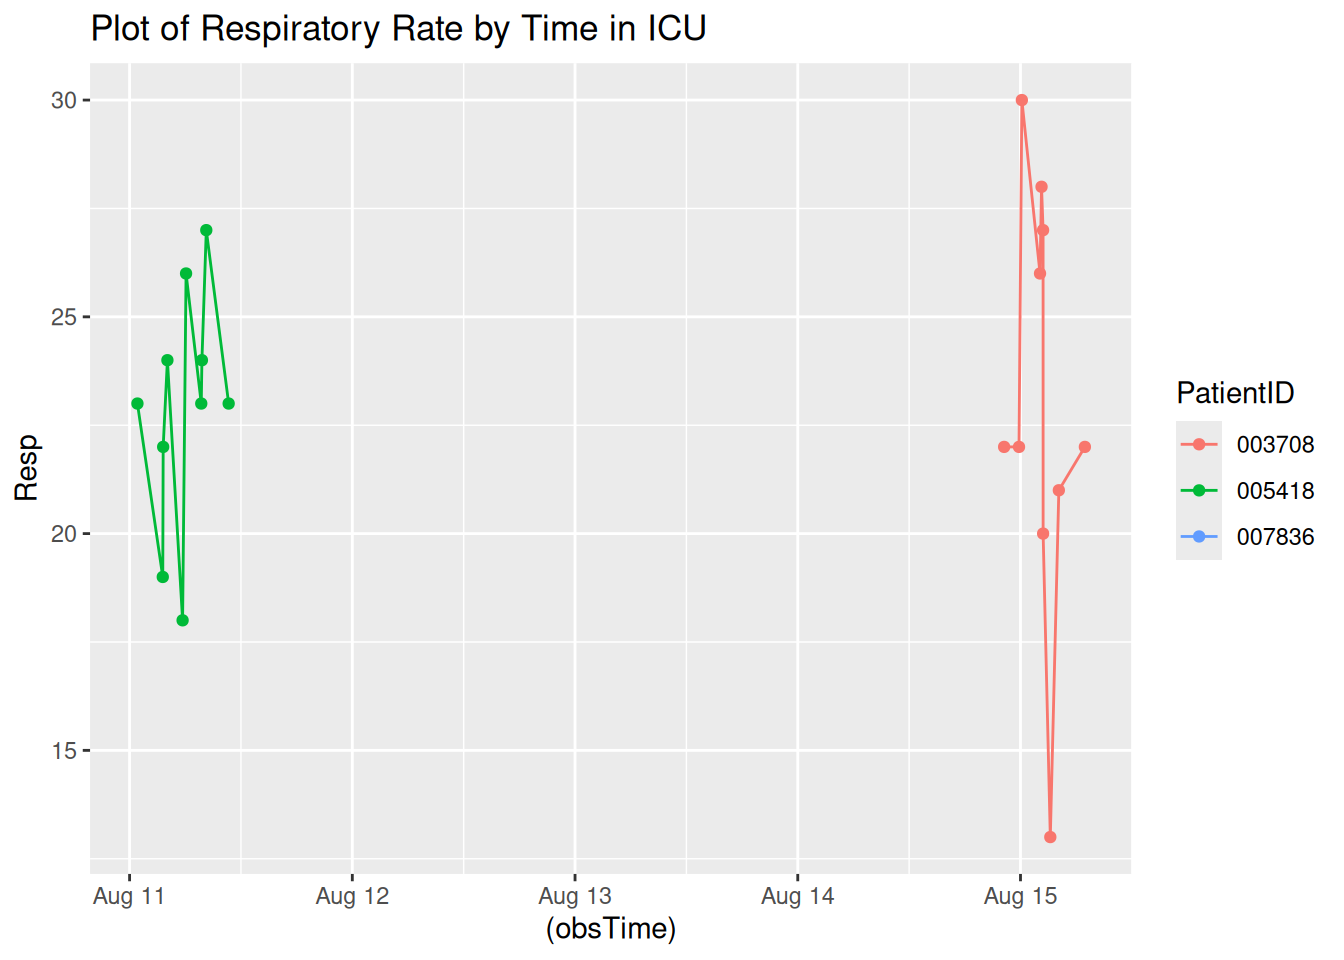 Plot of Respiratory Rate by Time in ICU
30
25
20
15
Resp
Aug 11
Aug 12
Aug 13
Aug 14
Aug 15
(obsTime)
PatientID
003708
005418
007836